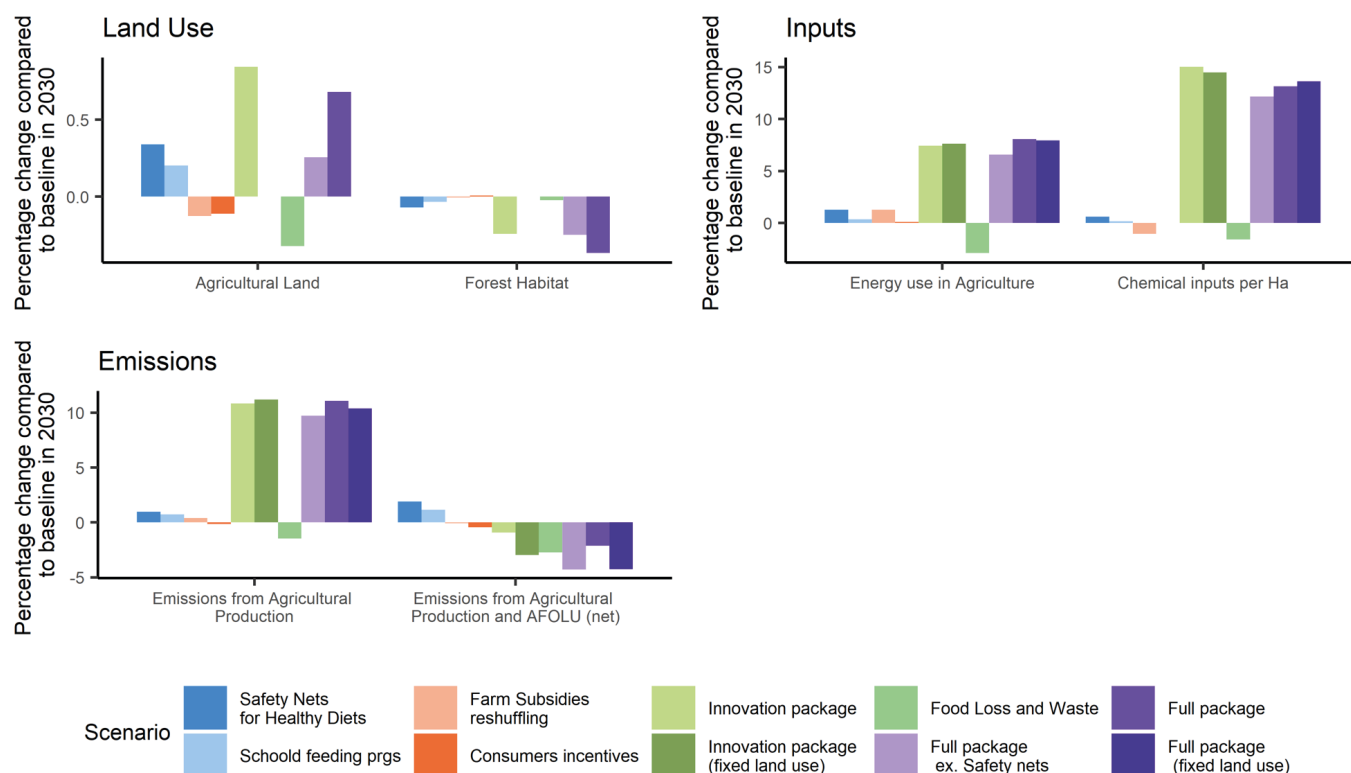 Land Use
Percentage change compared
to baseline in 2030
0.5
0.0
Agricultural Land
Forest Habitat
Inputs
Percentage change compared
to baseline in 2030
15
10
5
0
Energy use in Agriculture
Chemical inputs per Ha
Emissions
Percentage change compared
to baseline in 2030
10
5
0
-5
Emissions from Agricultural
Production
Emissions from Agricultural
Production and AFOLU (net)
Scenario
Safety Nets
for Healthy Diets
Schoold feeding prgs
Farm Subsidies
reshuffling
Consumers incentives
Innovation package
Innovation package
(fixed land use)
Food Loss and Waste
Full package
ex. Safety nets
Full package
Full package
(fixed land use)